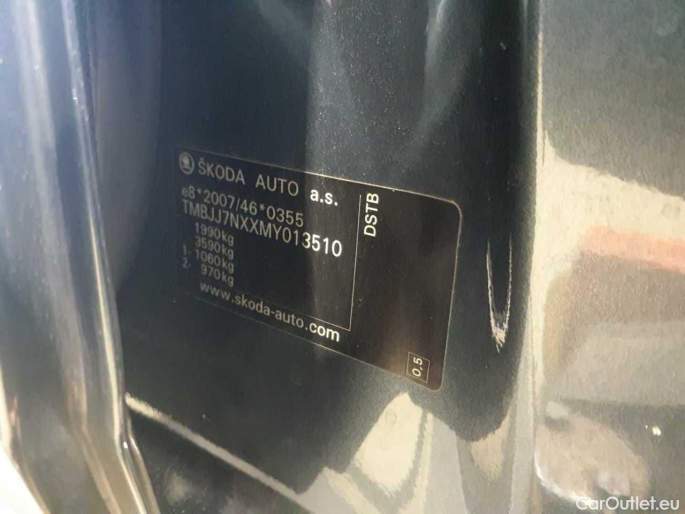 ŠKODA AUTO a.s.
e8*2007/46*0355
TMBJJ7NXXMY013510
1990kg
3590kg
1. 1060kg
2. 970kg
www.skoda-auto.com
DSTB
0,5
CarOutlet.eu